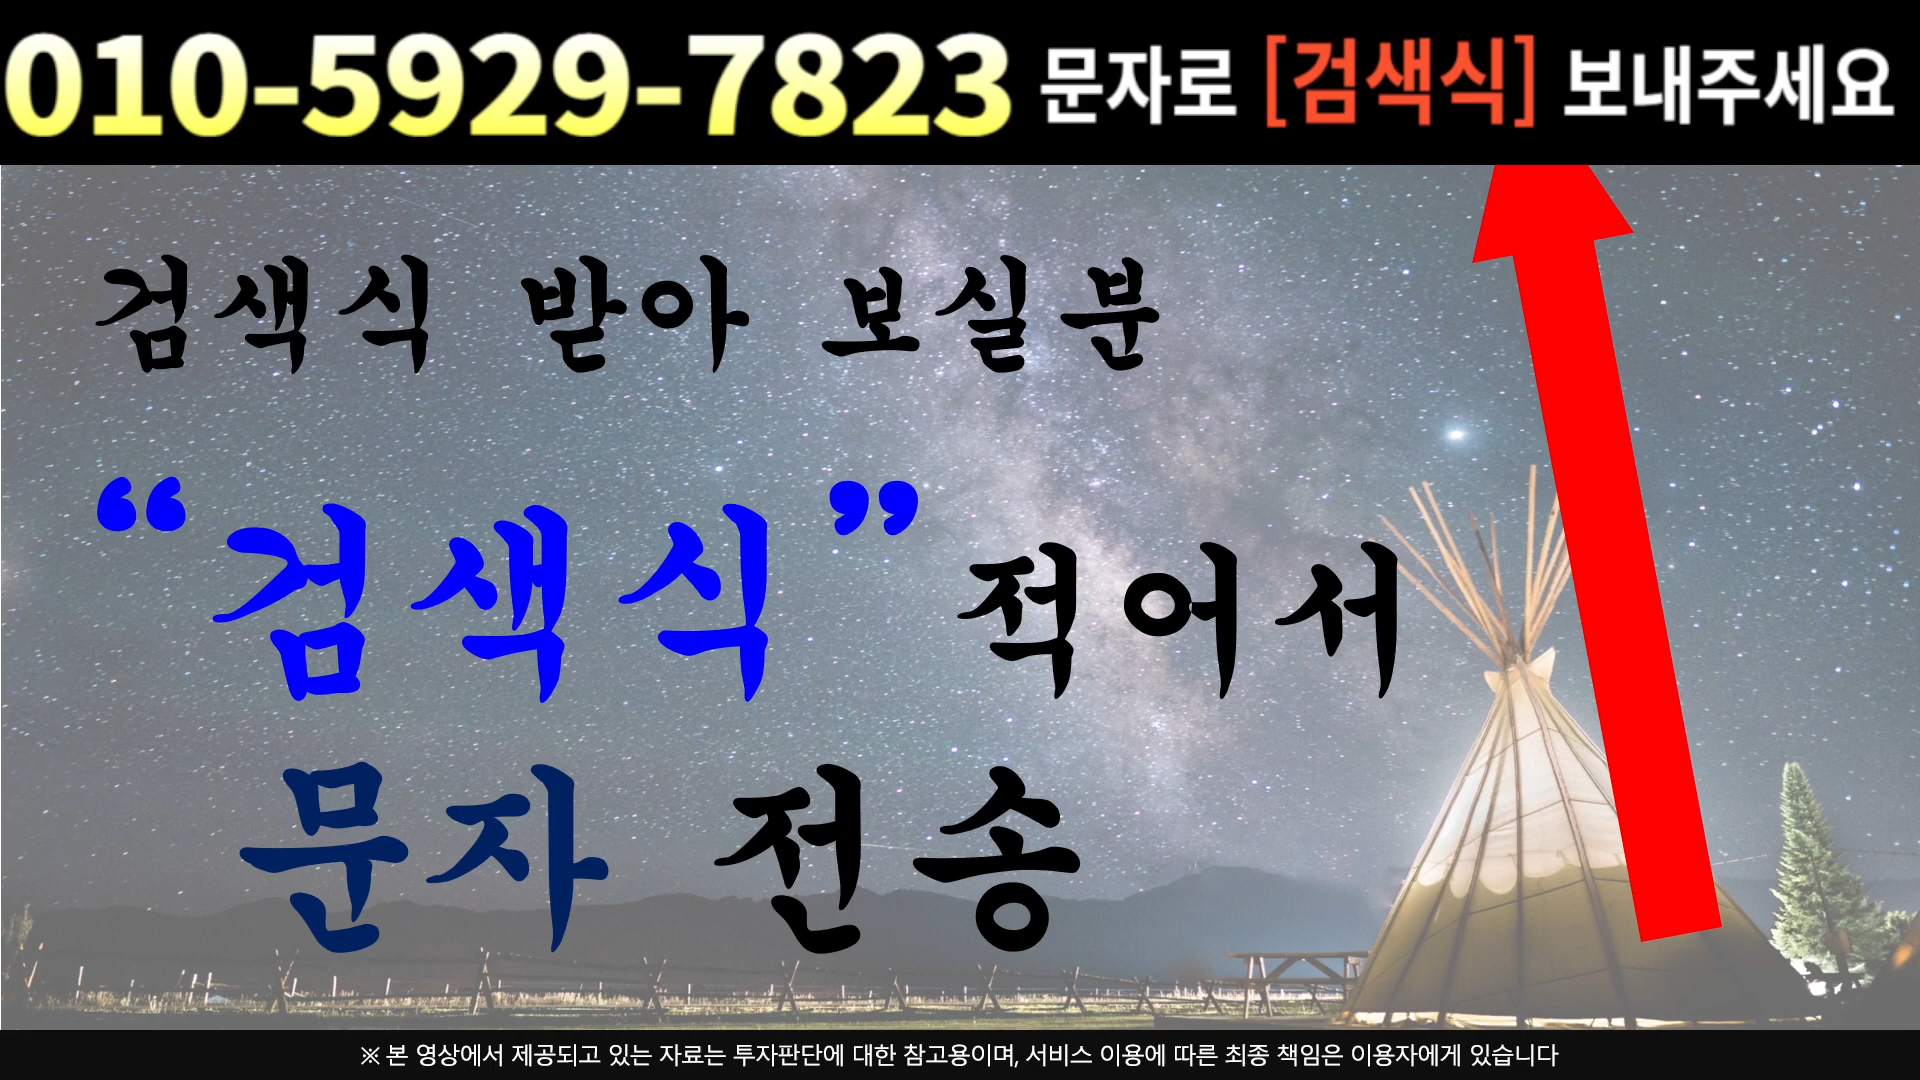 010-5929-7823 문자로 [검색식] 보내주세요
검색식 받아 보실분
“검색식” 적어서
문자 전송
※ 본 영상에서 제공되고 있는 자료는 투자판단에 대한 참고용이며, 서비스 이용에 따른 최종 책임은 이용자에게 있습니다